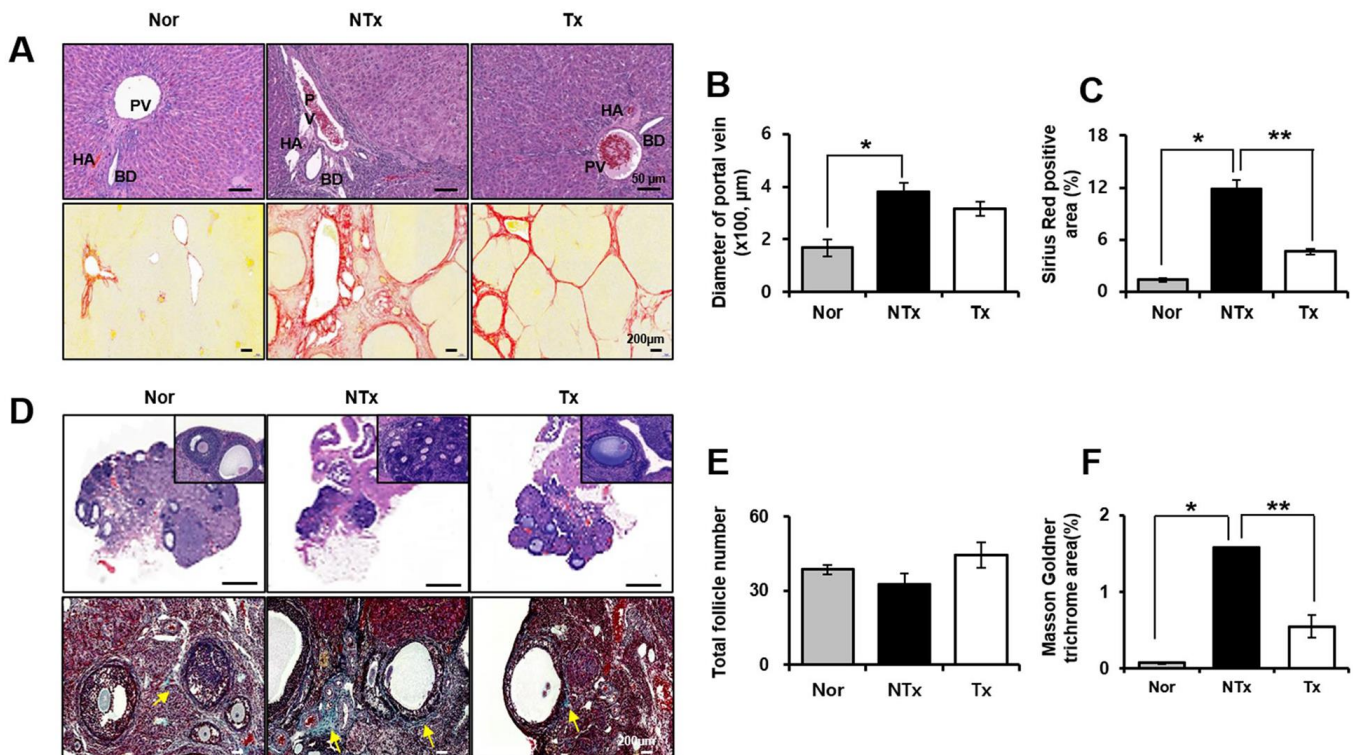 A
Nor NTx Tx
PV
HA
BD
P
V
HA
BD
HA
BD
PV
50 µm
200µm
B
Diameter of portal vein
(x100, µm)
6
4
2
0
*
Nor NTx Tx
C
Sirius Red positive
area (%)
18
12
6
0
* **
Nor NTx Tx
D
Nor NTx Tx
200µm
E
Total follicle number
60
30
0
Nor NTx Tx
F
Masson Goldner
trichrome area(%)
2
1
0
* **
Nor NTx Tx